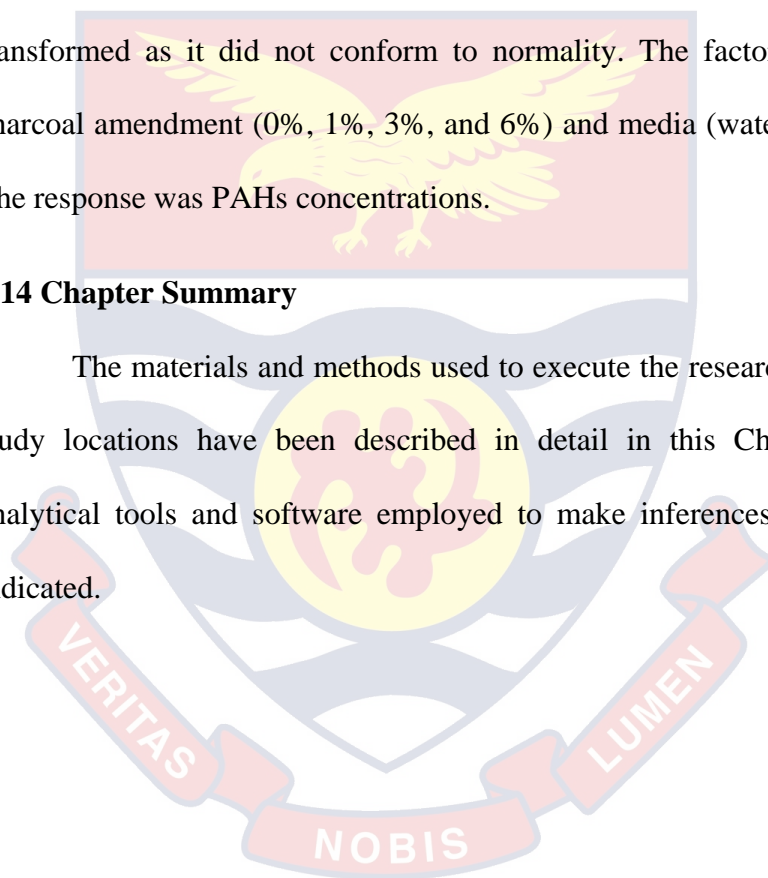 ansformed as it did not conform to normality. The factor
harcoal amendment (0%, 1%, 3%, and 6%) and media (wate
he response was PAHs concentrations.
14 Chapter Summary
The materials and methods used to execute the researc
udy locations have been described in detail in this Ch
nalytical tools and software employed to make inferences
dicated.
VERITAS
NOBIS
LUMEN